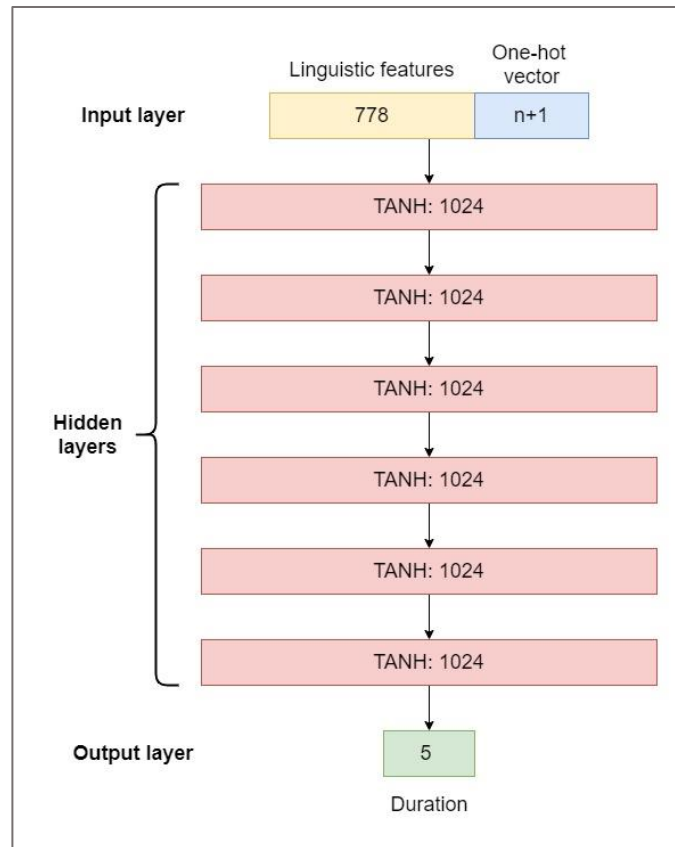 Linguistic features
One-hot
vector
Input layer
778
n+1
TANH: 1024
TANH: 1024
TANH: 1024
Hidden
layers
TANH: 1024
TANH: 1024
TANH: 1024
Output layer
5
Duration